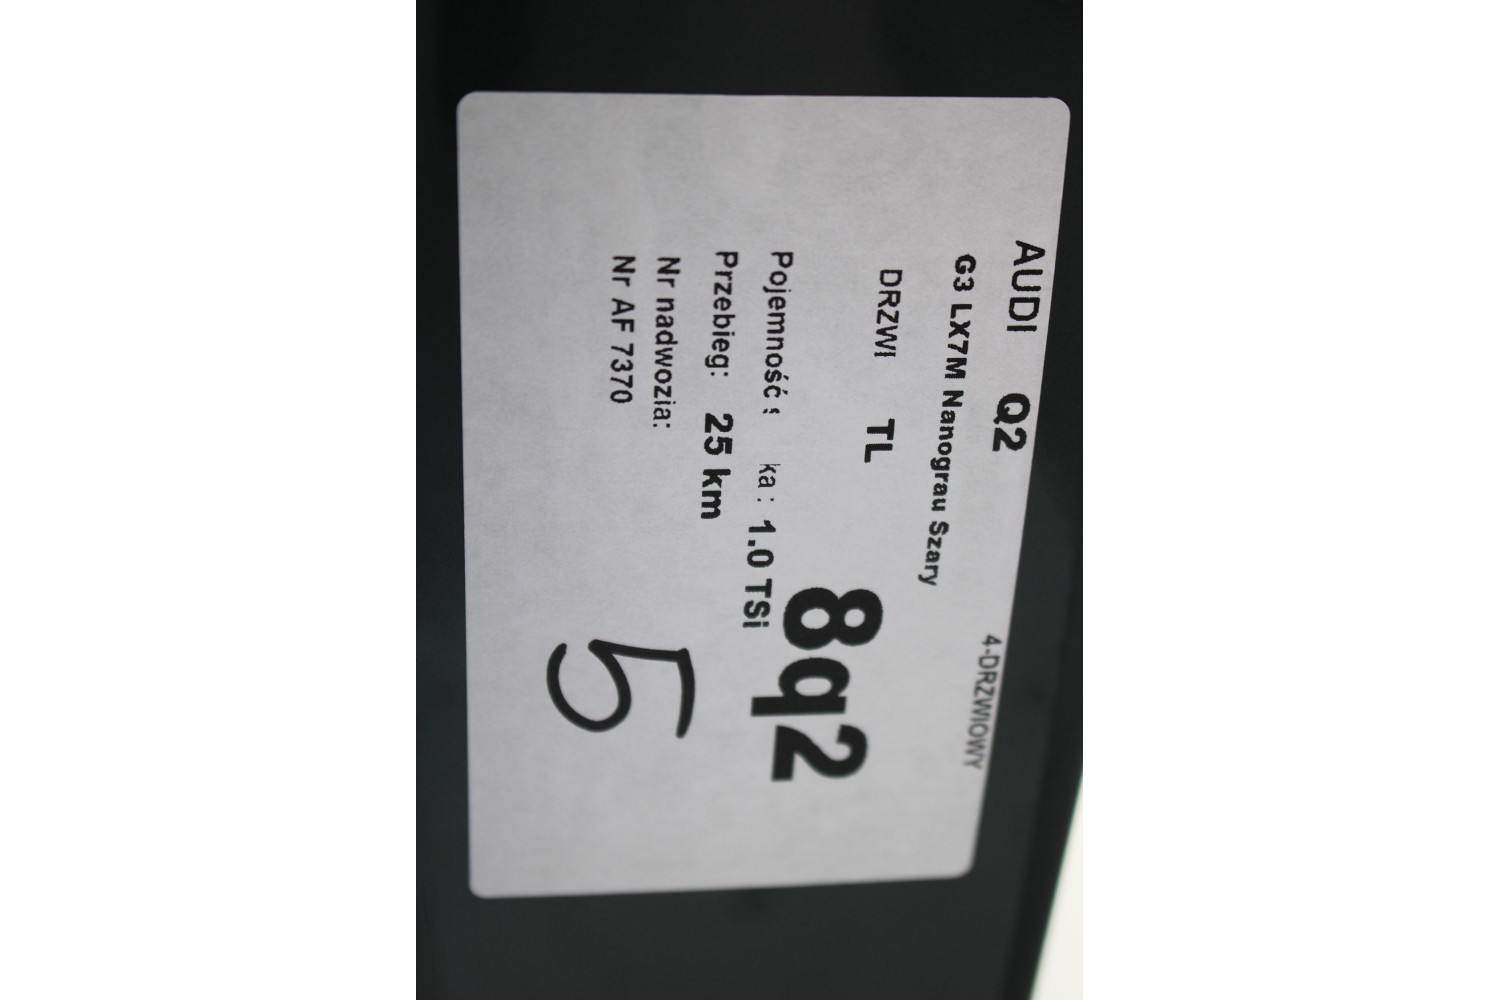 AUDI Q2
4-DRZWIOWY
G3 LX7M Nanograu Szary
DRZWI TL
8q2
Pojemność s ka : 1.0 TSi
Przebieg: 25 km
Nr nadwozia:
Nr AF 7370
5